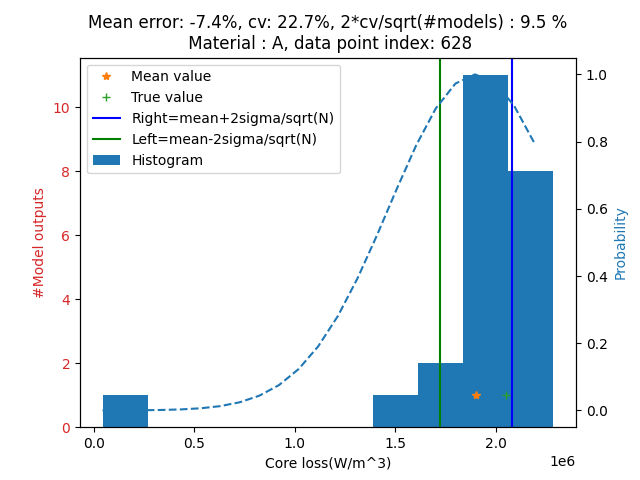 Mean error: -7.4%, cv: 22.7%, 2*cv/sqrt(#models) : 9.5 %
Material : A, data point index: 628
Mean value
True value
Right=mean+2sigma/sqrt(N)
Left=mean-2sigma/sqrt(N)
Histogram
#Model outputs
10
8
6
4
2
0
1.0
0.8
0.6
0.4
0.2
0.0
Probability
0.0 0.5 1.0 1.5 2.0
1e6
Core loss(W/m^3)